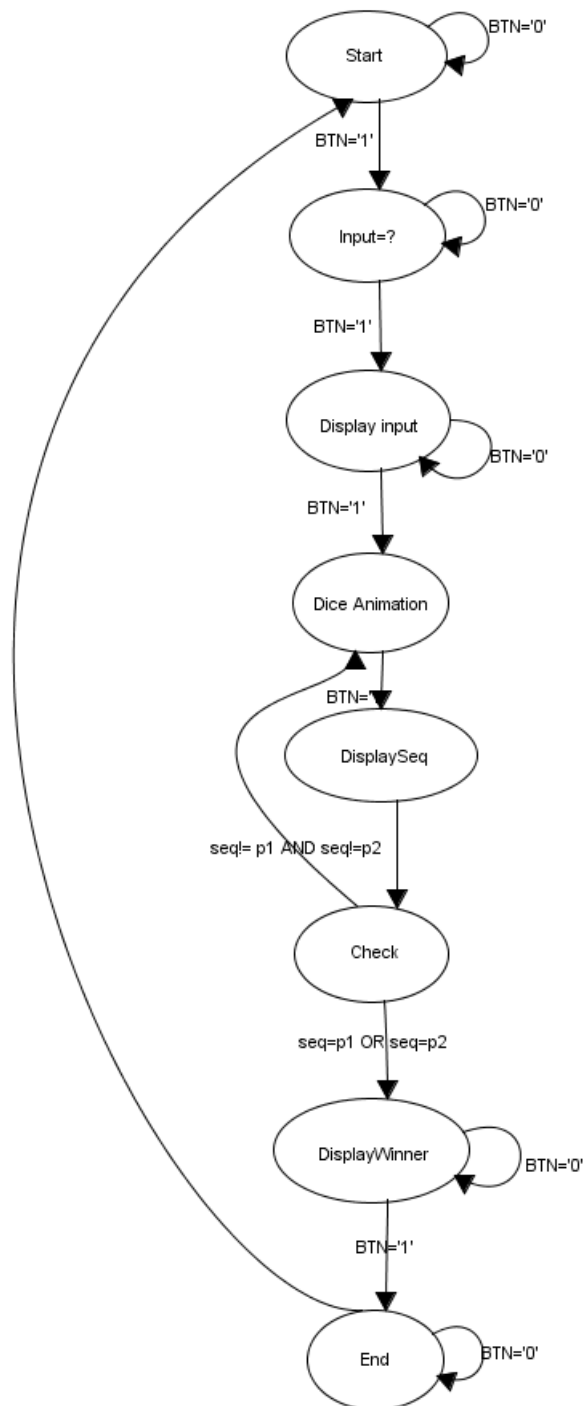 BTN='0'
Start
BTN='1'
BTN='0'
Input=?
BTN='1'
Display input
BTN='0'
BTN='1'
Dice Animation
BTN='
DisplaySeq
seq!= p1 AND seq!=p2
Check
seq=p1 OR seq=p2
DisplayWinner
BTN='0'
BTN='1'
End
BTN='0'